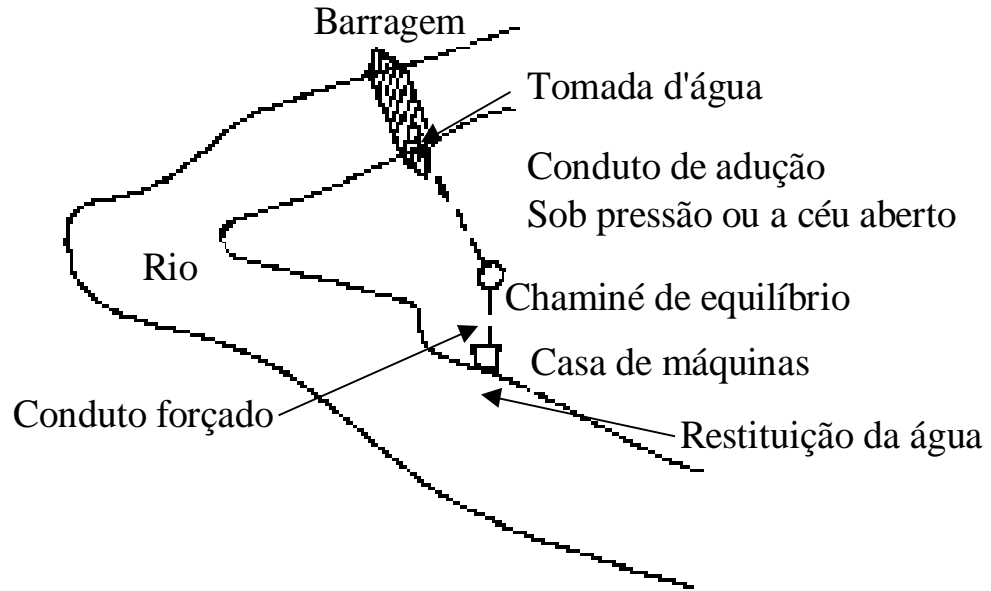 Barragem
Tomada d'água
Conduto de adução
Sob pressão ou a céu aberto
Rio
Chaminé de equilíbrio
Casa de máquinas
Conduto forçado
Restituição da água